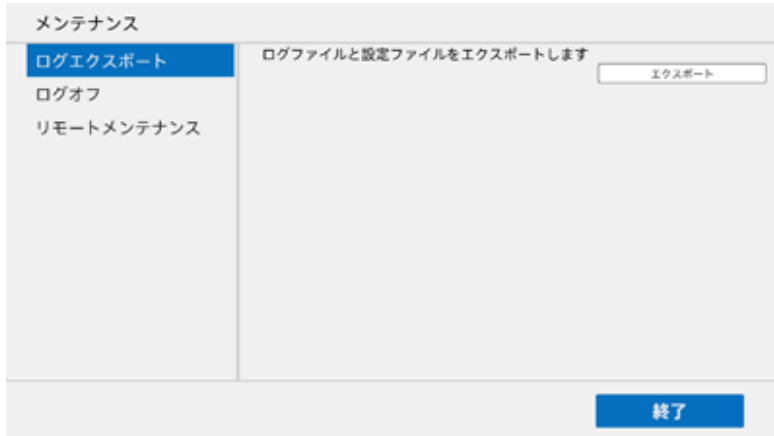 メンテナンス
ログエクスポート
ログオフ
リモートメンテナンス
ログファイルと設定ファイルをエクスポートします
エクスポート
終了